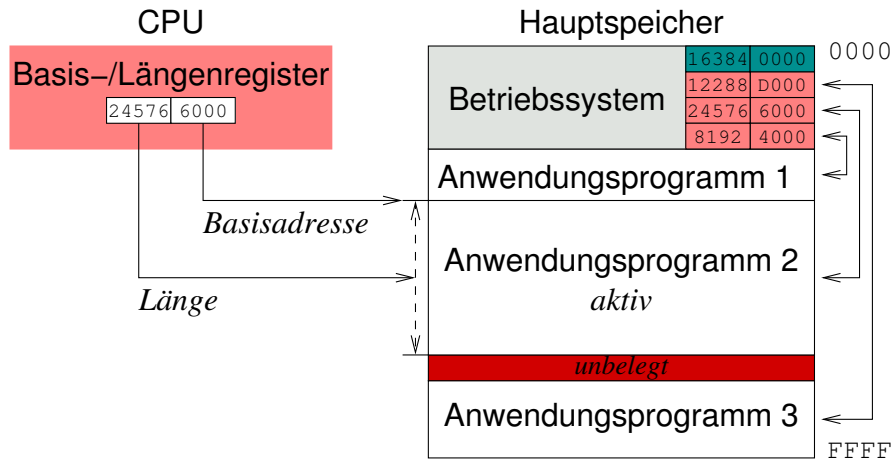 CPU
Hauptspeicher
Basis–/Längenregister
24576 6000
Basisadresse
Länge
0000
Betriebssystem
16384 0000
12288 D000
24576 6000
8192 4000
Anwendungsprogramm 1
Anwendungsprogramm 2
aktiv
unbelegt
Anwendungsprogramm 3
FFFF